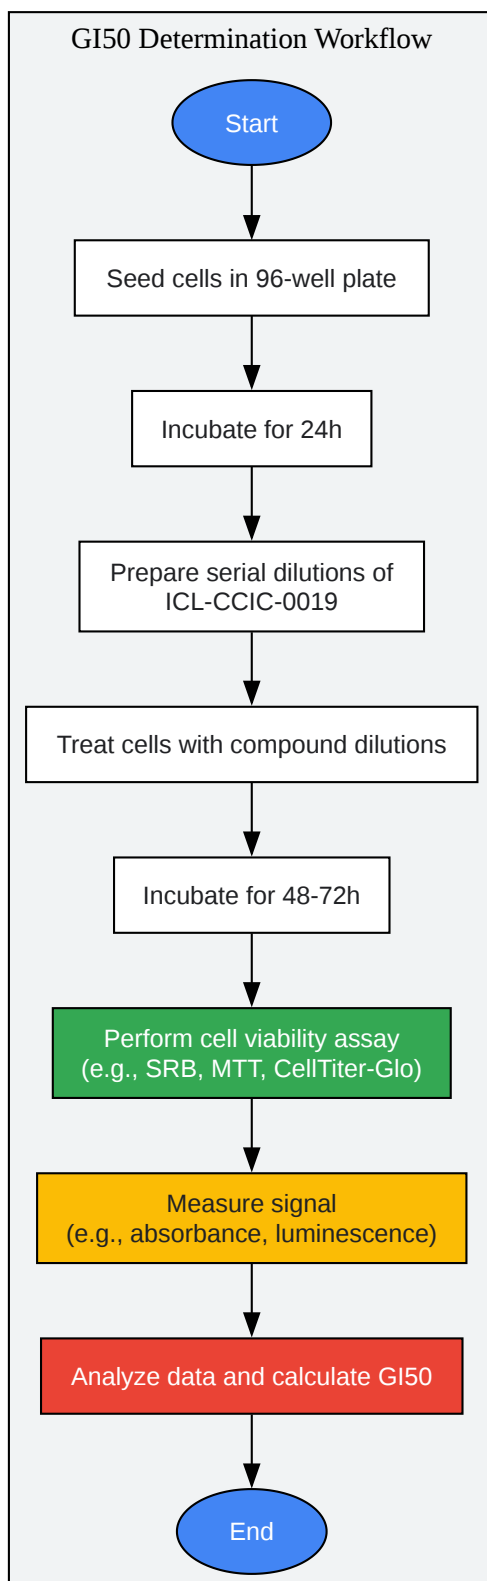 GI50 Determination Workflow
Start
Seed cells in 96-well plate
Incubate for 24h
Prepare serial dilutions of
ICL-CCIC-0019
Treat cells with compound dilutions
Incubate for 48-72h
Perform cell viability assay
(e.g., SRB, MTT, CellTiter-Glo)
Measure signal
(e.g., absorbance, luminescence)
Analyze data and calculate GI50
End